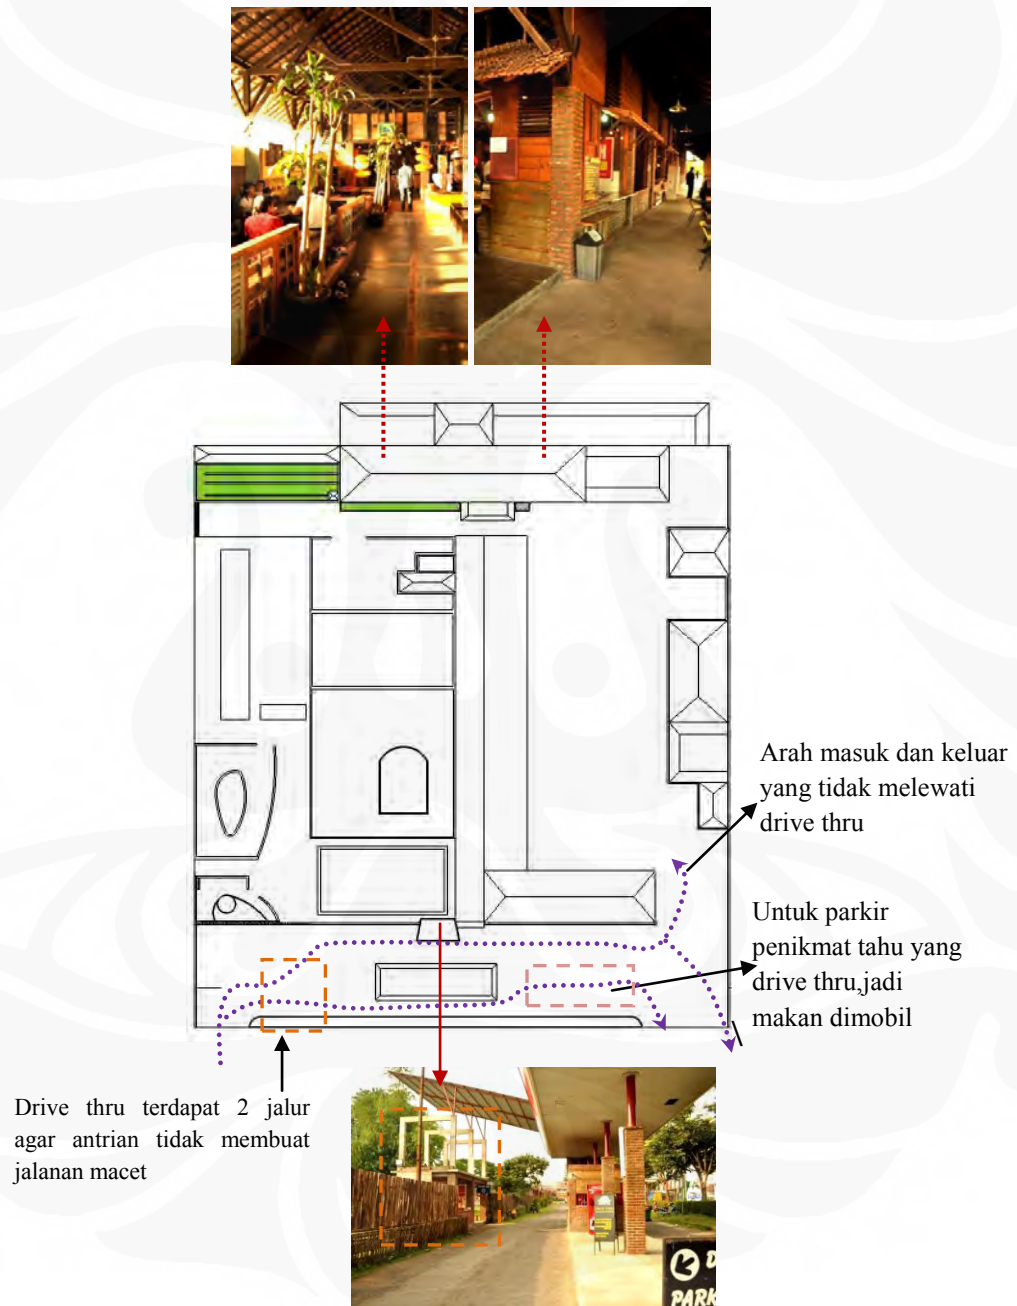 Arah masuk dan keluar
yang tidak melewati
drive thru
Untuk parkir
penikmat tahu yang
drive thru,jadi
makan dimobil
Drive thru terdapat 2 jalur
agar antrian tidak membuat
jalanan macet
D
PARK